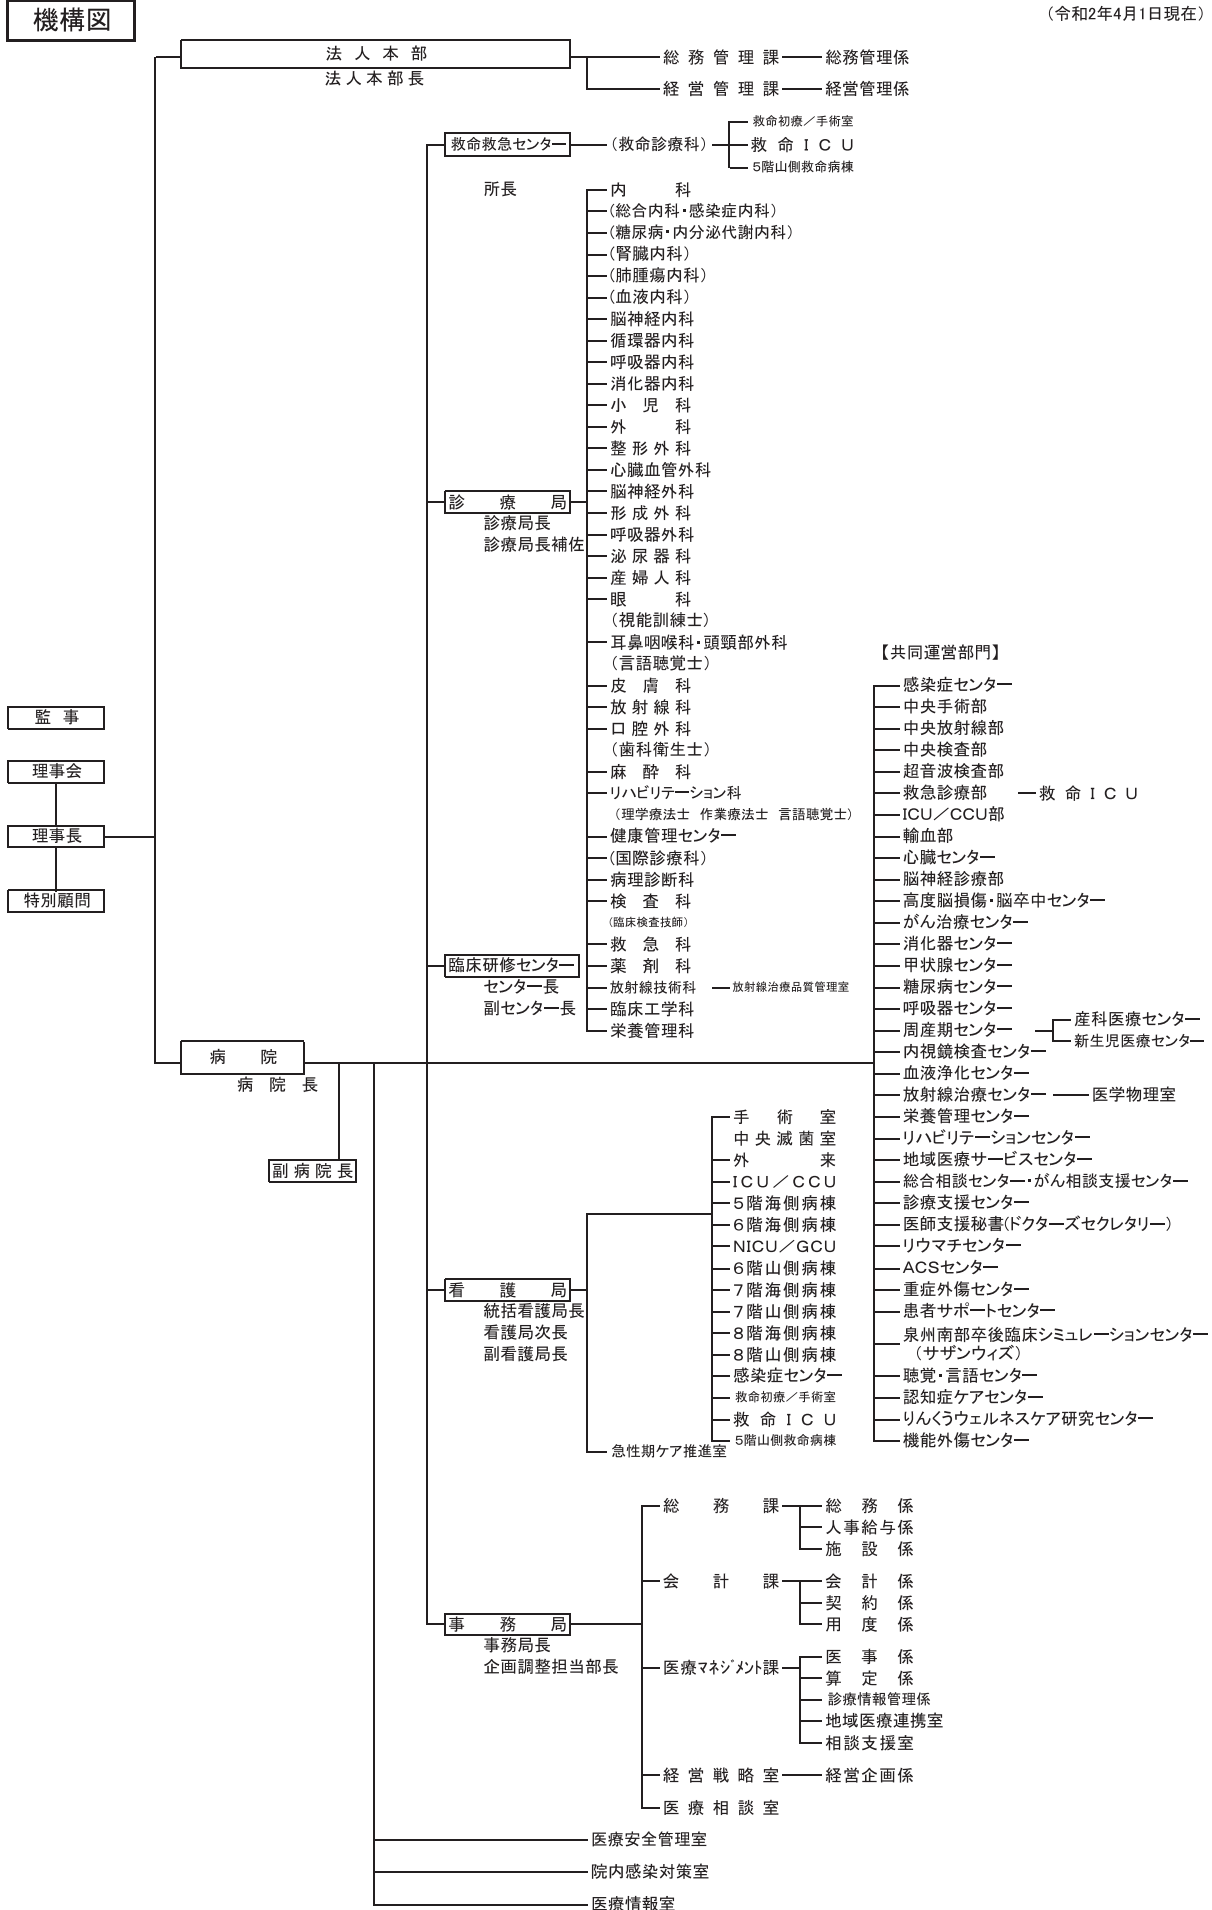 機構図
（令和2年4月1日現在）
法人本部
法人本部長
総務管理課
総務管理係
経営管理課
経営管理係
救命救急センター
所長
（救命診療科）
救命初療／手術室
救命ＩＣＵ
5階山側救命病棟
診療局
診療局長
診療局長補佐
内科
（総合内科・感染症内科）
（糖尿病・内分泌代謝内科）
（腎臓内科）
（肺腫瘍内科）
（血液内科）
脳神経内科
循環器内科
呼吸器内科
消化器内科
小児科
外科
整形外科
心臓血管外科
脳神経外科
形成外科
呼吸器外科
泌尿器科
産婦人科
眼科
（視能訓練士）
耳鼻咽喉科・頭頸部外科
（言語聴覚士）
皮膚科
放射線科
口腔外科
（歯科衛生士）
麻酔科
リハビリテーション科
（理学療法士　作業療法士　言語聴覚士）
健康管理センター
（国際診療科）
病理診断科
検査科
（臨床検査技師）
救急科
薬剤科
放射線技術科
放射線治療品質管理室
臨床工学科
栄養管理科
臨床研修センター
センター長
副センター長
監事
理事会
理事長
特別顧問
病院
病院長
副病院長
【共同運営部門】
感染症センター
中央手術部
中央放射線部
中央検査部
超音波検査部
救急診療部
救命ＩＣＵ
ICU／CCU部
輸血部
心臓センター
脳神経診療部
高度脳損傷・脳卒中センター
がん治療センター
消化器センター
甲状腺センター
糖尿病センター
呼吸器センター
周産期センター
産科医療センター
新生児医療センター
内視鏡検査センター
血液浄化センター
放射線治療センター
医学物理室
栄養管理センター
リハビリテーションセンター
地域医療サービスセンター
総合相談センター・がん相談支援センター
診療支援センター
医師支援秘書（ドクターズセクレタリー）
リウマチセンター
ACSセンター
重症外傷センター
患者サポートセンター
泉州南部卒後臨床シミュレーションセンター
（サザンウィズ）
聴覚・言語センター
認知症ケアセンター
りんくうウェルネスケア研究センター
機能外傷センター
看護局
統括看護局長
看護局次長
副看護局長
手術室
中央滅菌室
外来
ICU／CCU
5階海側病棟
6階海側病棟
NICU／GCU
6階山側病棟
7階海側病棟
7階山側病棟
8階海側病棟
8階山側病棟
感染症センター
救命初療／手術室
救命ＩＣＵ
5階山側救命病棟
急性期ケア推進室
事務局
事務局長
企画調整担当部長
総務課
総務係
人事給与係
施設係
会計課
会計係
契約係
用度係
医療マネジメント課
医事係
算定係
診療情報管理係
地域医療連携室
相談支援室
経営戦略室
経営企画係
医療相談室
医療安全管理室
院内感染対策室
医療情報室